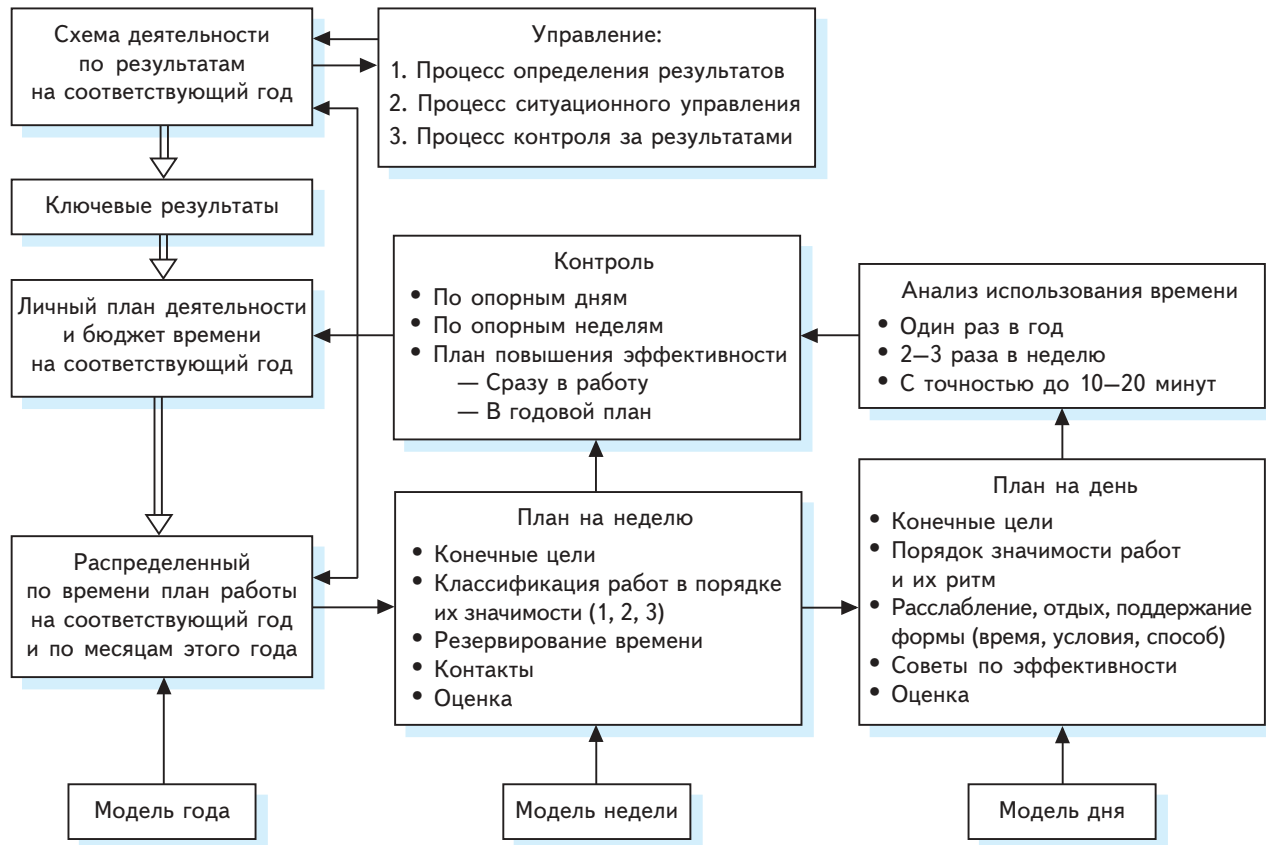 Схема деятельности
по результатам
на соответствующий год
Управление:
1. Процесс определения результатов
2. Процесс ситуационного управления
3. Процесс контроля за результатами
Ключевые результаты
Личный план деятельности
и бюджет времени
на соответствующий год
Контроль
• По опорным дням
• По опорным неделям
• План повышения эффективности
— Сразу в работу
— В годовой план
Анализ использования времени
• Один раз в год
• 2—3 раза в неделю
• С точностью до 10—20 минут
Распределенный
по времени план работы
на соответствующий год
и по месяцам этого года
План на неделю
• Конечные цели
• Классификация работ в порядке
их значимости (1, 2, 3)
• Резервирование времени
• Контакты
• Оценка
План на день
• Конечные цели
• Порядок значимости работ
и их ритм
• Расслабление, отдых, поддержание
формы (время, условия, способ)
• Советы по эффективности
• Оценка
Модель года
Модель недели
Модель дня